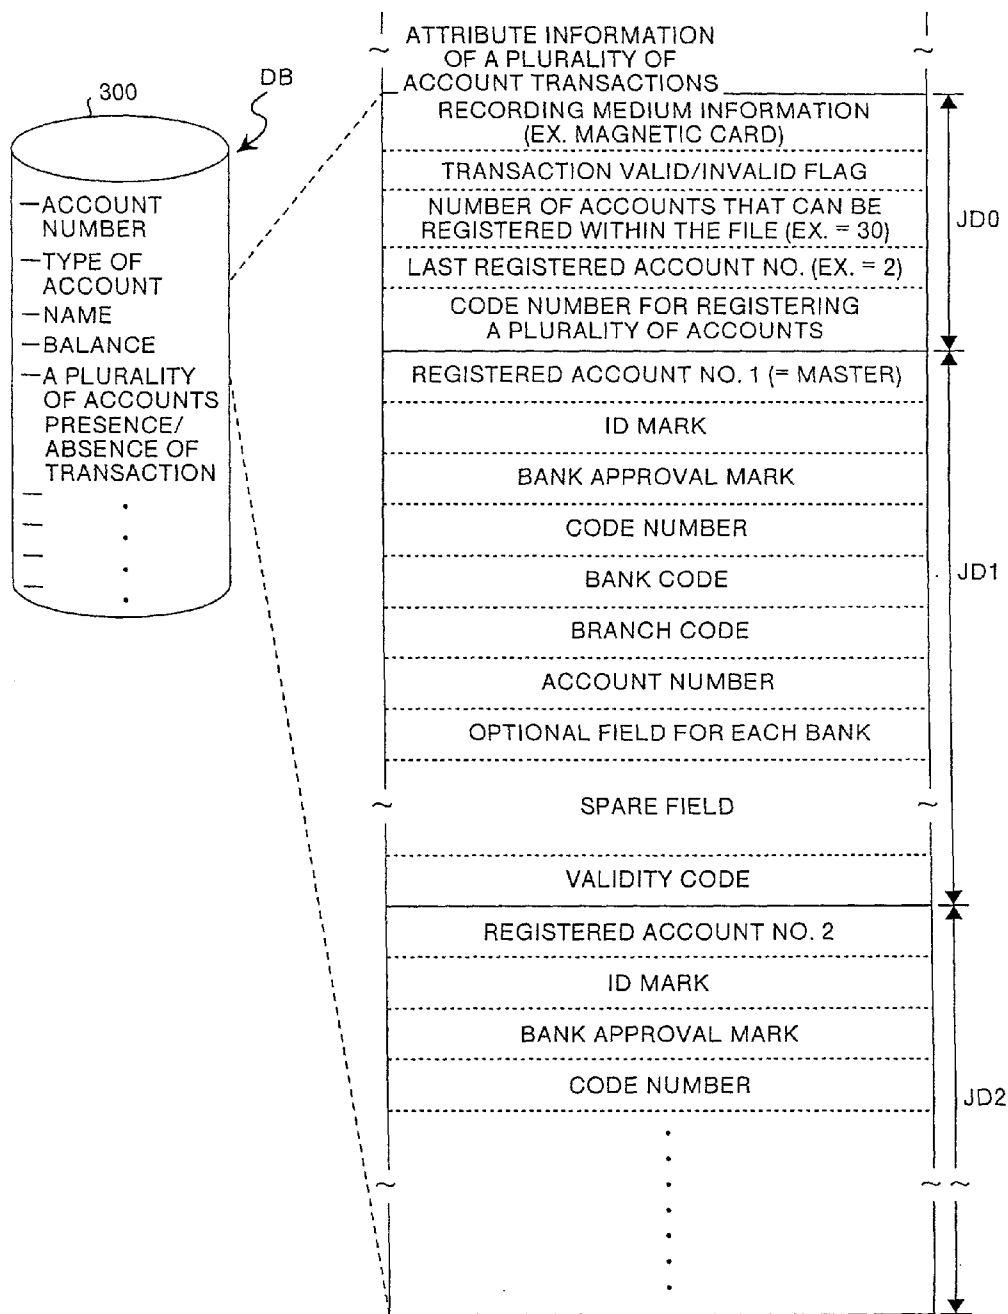 300
DB
ACCOUNT
NUMBER
TYPE OF
ACCOUNT
NAME
BALANCE
A PLURALITY
OF ACCOUNTS
PRESENCE/
ABSENCE OF
TRANSACTION
ATTRIBUTE INFORMATION
OF A PLURALITY OF
ACCOUNT TRANSACTIONS
RECORDING MEDIUM INFORMATION
(EX. MAGNETIC CARD)
TRANSACTION VALID/INVALID FLAG
NUMBER OF ACCOUNTS THAT CAN BE
REGISTERED WITHIN THE FILE (EX. = 30)
LAST REGISTERED ACCOUNT NO. (EX. = 2)
CODE NUMBER FOR REGISTERING
A PLURALITY OF ACCOUNTS
JD0
REGISTERED ACCOUNT NO. 1 (= MASTER)
ID MARK
BANK APPROVAL MARK
CODE NUMBER
BANK CODE
BRANCH CODE
ACCOUNT NUMBER
OPTIONAL FIELD FOR EACH BANK
SPARE FIELD
VALIDITY CODE
JD1
REGISTERED ACCOUNT NO. 2
ID MARK
BANK APPROVAL MARK
CODE NUMBER
JD2